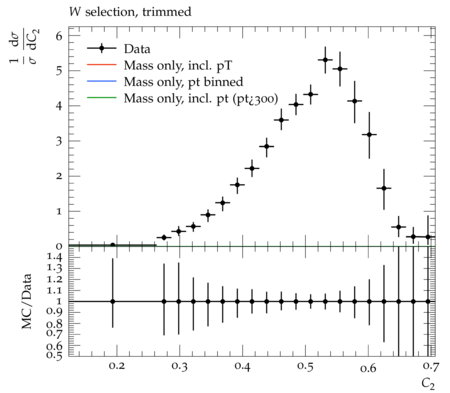 W selection, trimmed
1/σ dσ/dC₂
Data
Mass only, incl. pT
Mass only, pt binned
Mass only, incl. pt (pt¿300)
6
5
4
3
2
1
0
MC/Data
1.4
1.3
1.2
1.1
1
0.9
0.8
0.7
0.6
0.5
0.2 0.3 0.4 0.5 0.6 0.7
C₂